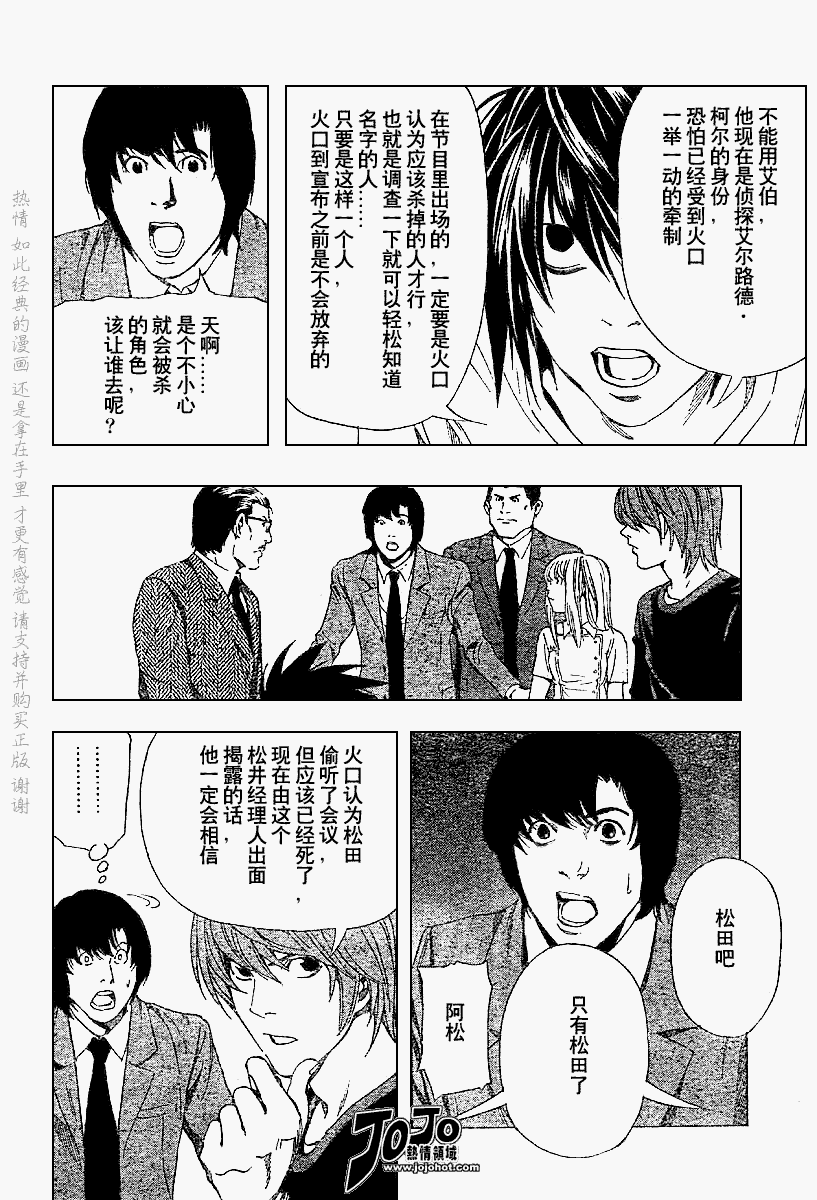 不能用艾伯，
他现在是侦探艾尔路德·
柯尔的身份，
恐怕已经受到火口
一举一动的牵制
在节目里出场的，一定要是火口
认为应该杀掉的人才行，
也就是调查一下就可以轻松知道
名字的人……
只要是这样一个人，
火口到宣布之前是不会放弃的
天啊……
是个不小心
就会被杀
的角色，
该让谁去呢？
松田吧
只有松田了
阿松
火口认为松田
偷听了会议，
但应该已经死了，
现在由这个
松井经理人出面
揭露的话，
他一定会相信
…………
…………
热情 如此经典的漫画 还是拿在手里 才更有感觉 请支持并购买正版 谢谢
JOJO
熱情領域
www.jojohot.com